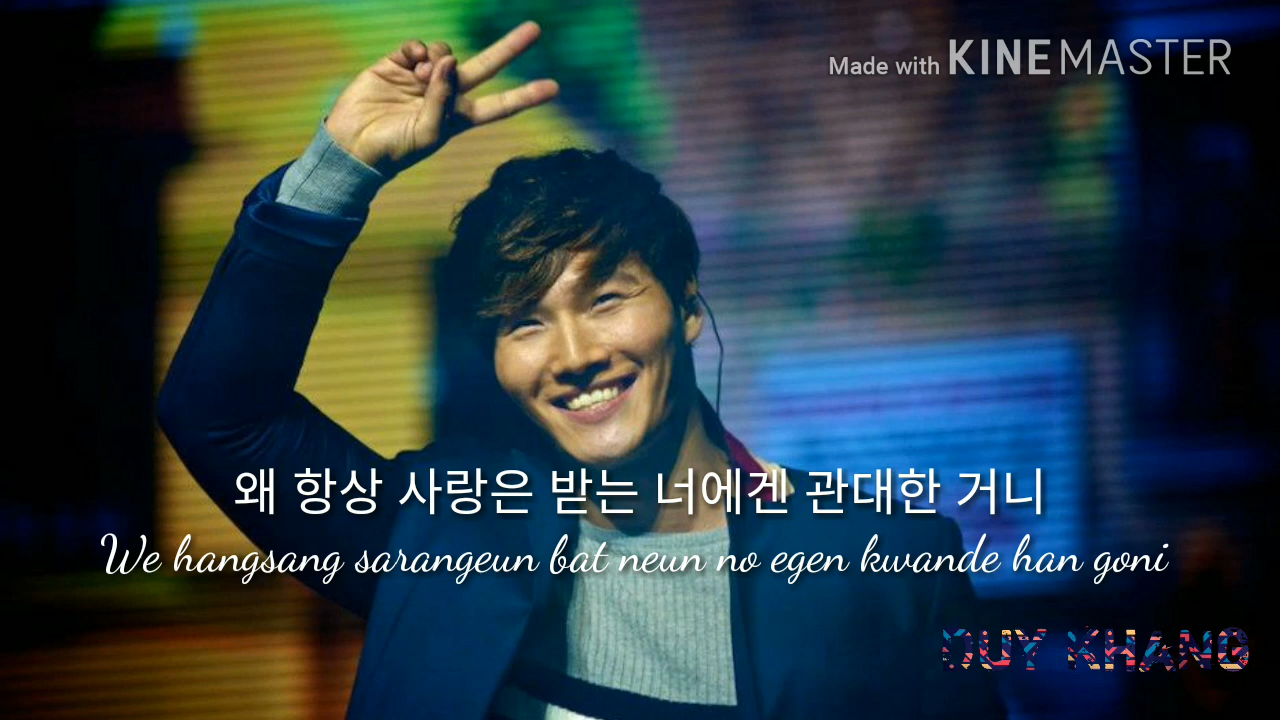 Made with KINEMASTER
왜 항상 사랑은 받는 너에겐 관대한 거니
We hangsang sarangeun bat neun no egen kwande han goni
DUY KHANG